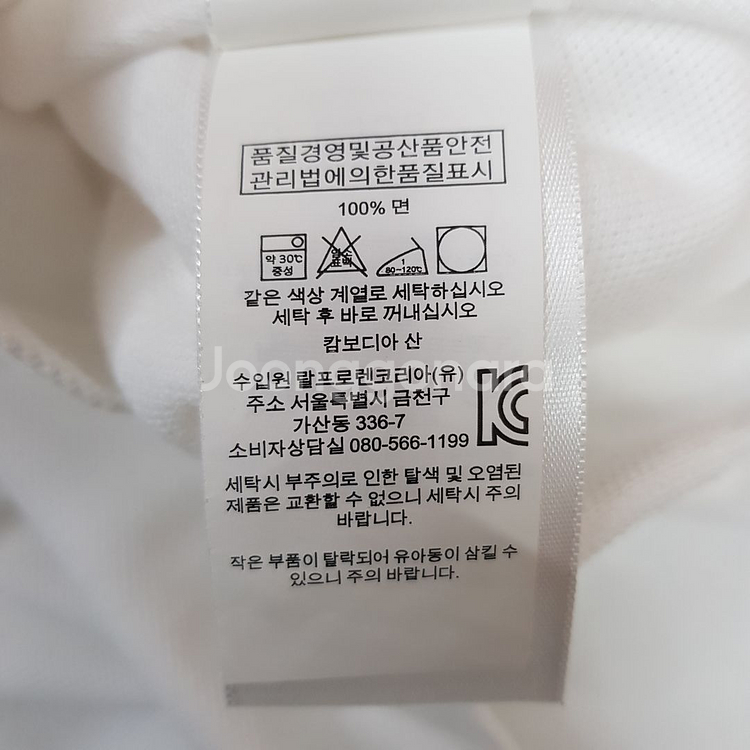 품질경영및공산품안전
관리법에의한품질표시
100% 면
약 30℃
중성
염소
표백
1
80-120℃
같은 색상 계열로 세탁하십시오
세탁 후 바로 꺼내십시오
캄보디아 산
Joonggonara
수입원 랄프로렌코리아(유)
주소 서울특별시 금천구
가산동 336-7
소비자상담실 080-566-1199
세탁시 부주의로 인한 탈색 및 오염된
제품은 교환할 수 없으니 세탁시 주의
바랍니다.
작은 부품이 탈락되어 유아동이 삼킬 수
있으니 주의 바랍니다.